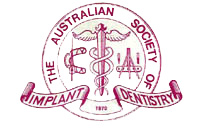 THE AUSTRALIAN SOCIETY OF
IMPLANT DENTISTRY
1970